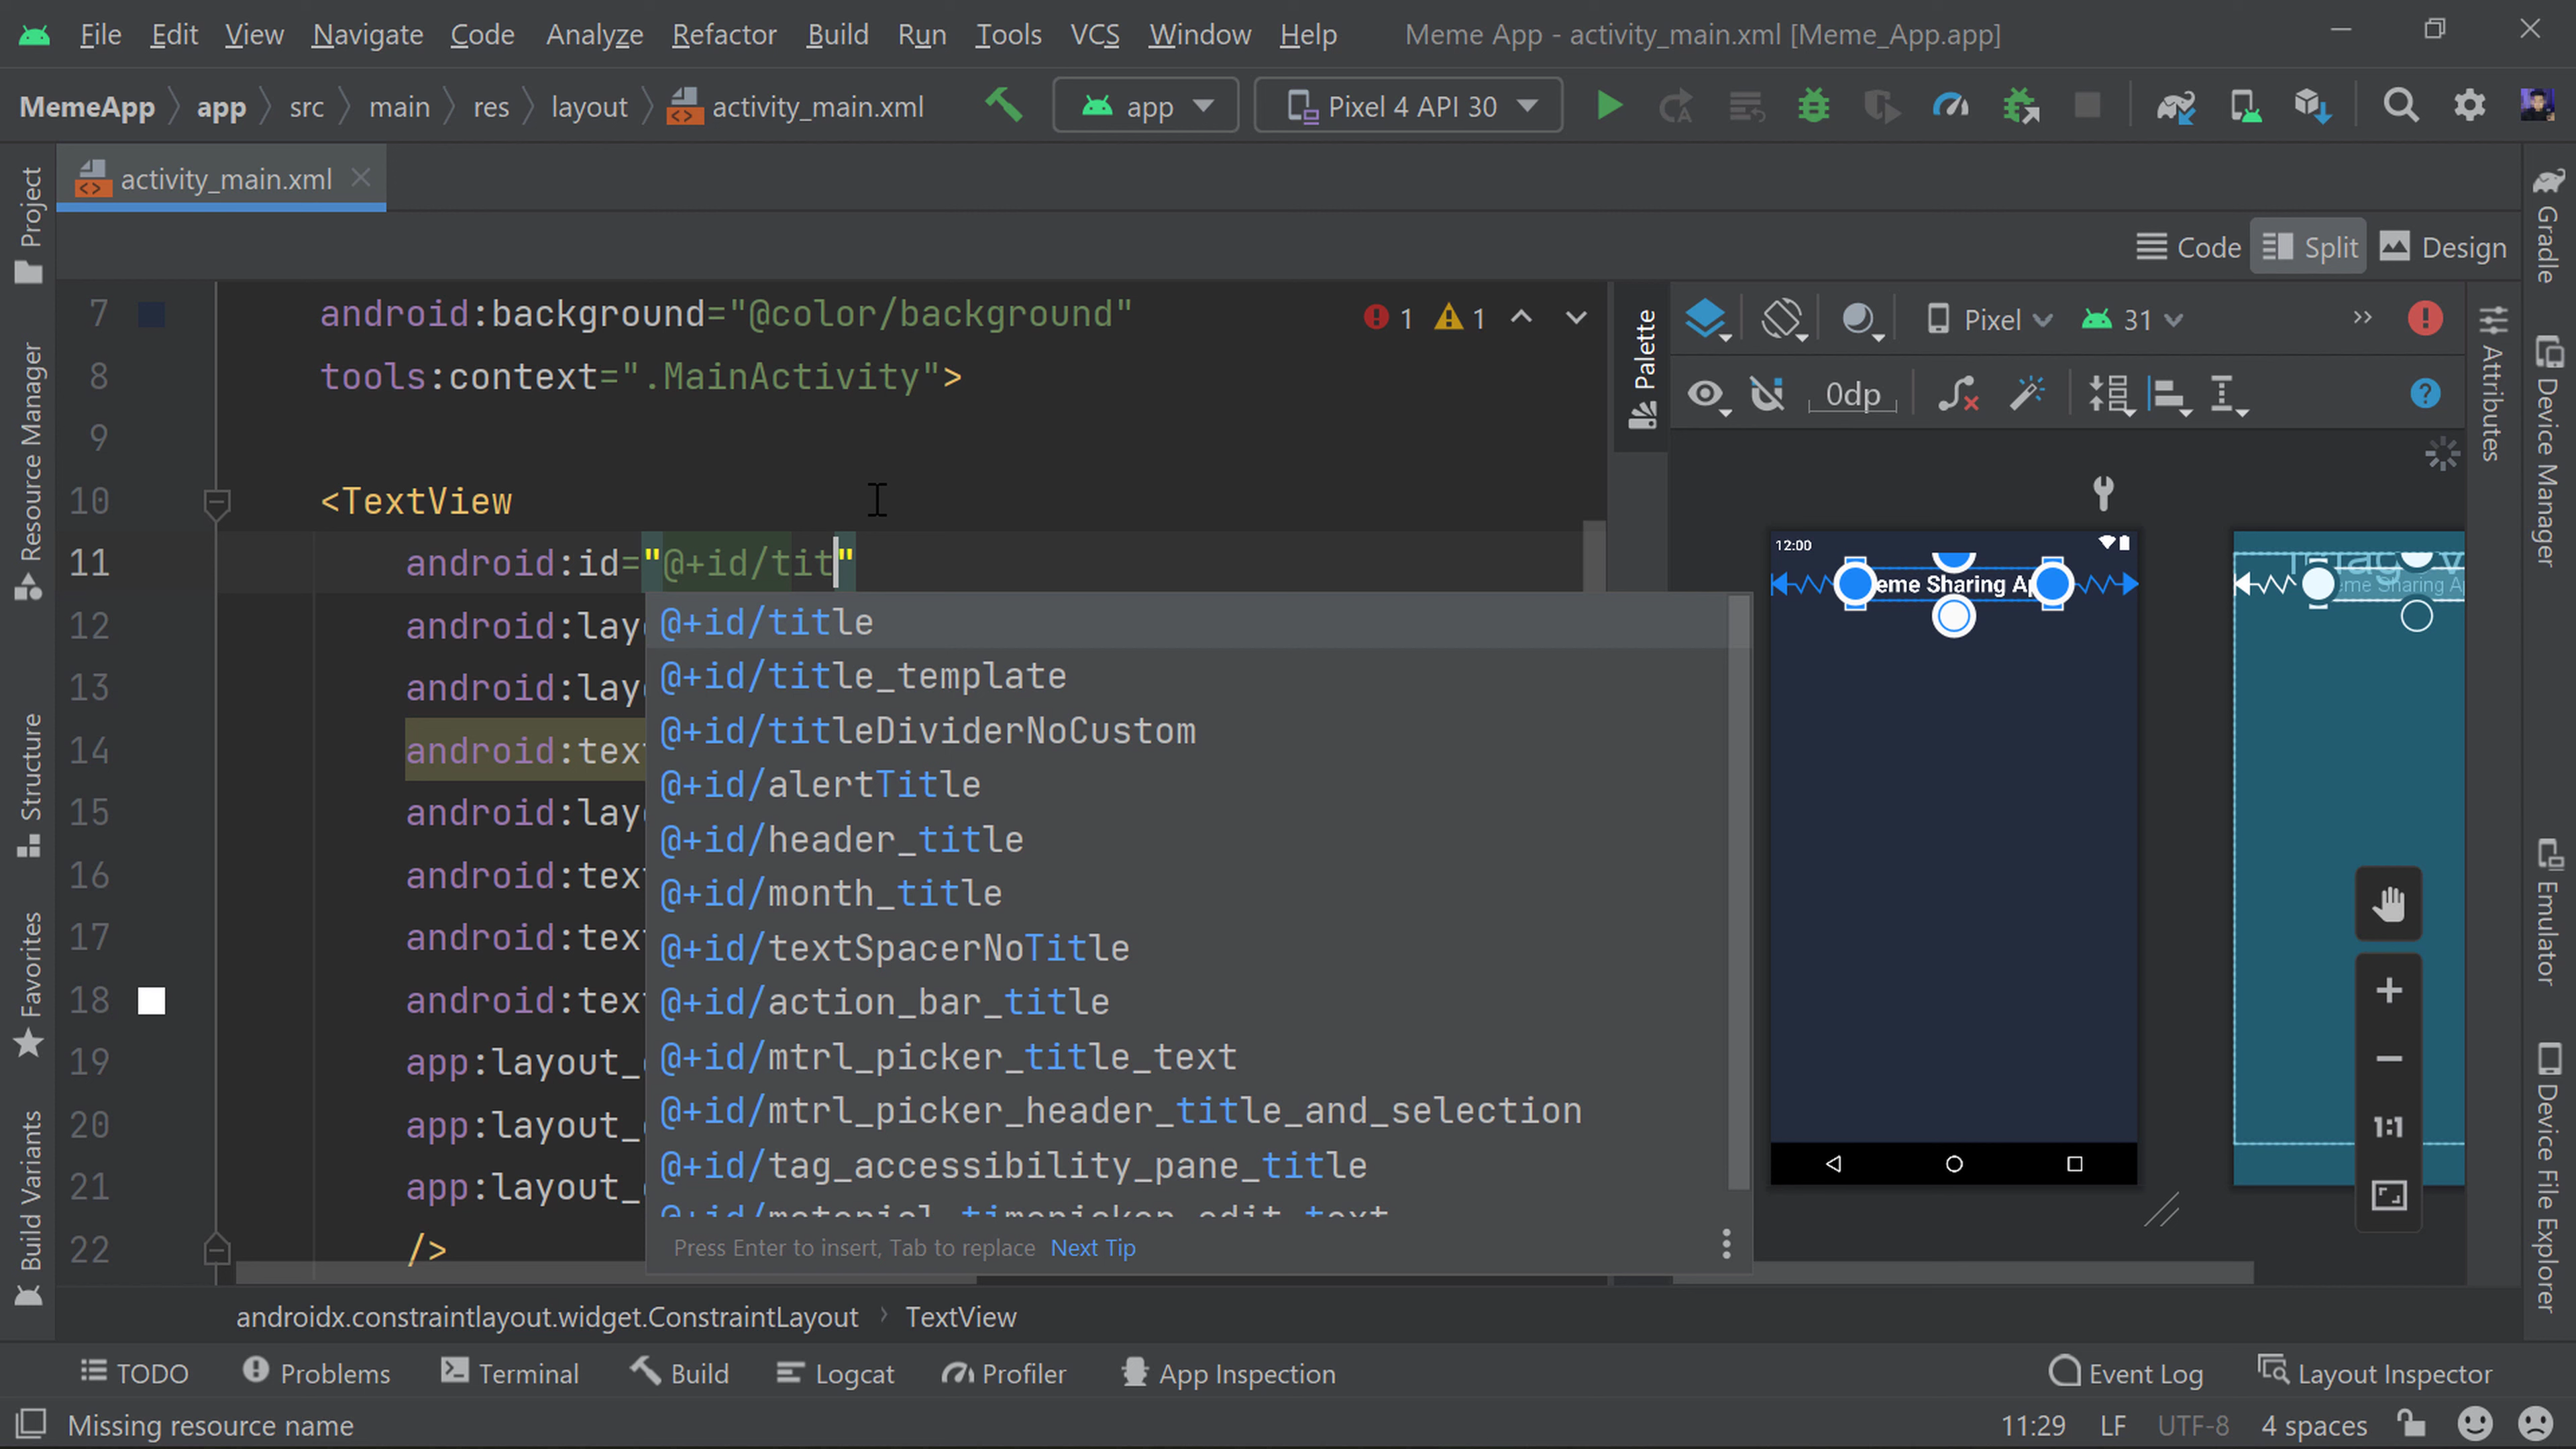 File Edit View Navigate Code Analyze Refactor Build Run Tools VCS Window Help Meme App - activity_main.xml [Meme_App.app]
MemeApp app src main res layout activity_main.xml app Pixel 4 API 30
activity_main.xml
Code Split Design
7 android:background="@color/background" 1 1
8 tools:context=".MainActivity">
9
10 <TextView
11 android:id="@+id/tit"
12 android:lay
13 android:lay
14 android:tex
15 android:lay
16 android:tex
17 android:tex
18 android:tex
19 app:layout_
20 app:layout_
21 app:layout_
22 />
@+id/title
@+id/title_template
@+id/titleDividerNoCustom
@+id/alertTitle
@+id/header_title
@+id/month_title
@+id/textSpacerNoTitle
@+id/action_bar_title
@+id/mtrl_picker_title_text
@+id/mtrl_picker_header_title_and_selection
@+id/tag_accessibility_pane_title
@+id/material_timepicker_edit_text
Press Enter to insert, Tab to replace Next Tip
Palette
Pixel 31
0dp
12:00
eme Sharing Ap
eme Sharing Ap
1:1
Project
Resource Manager
Structure
Favorites
Build Variants
Gradle
Device Manager
Attributes
Emulator
Device File Explorer
androidx.constraintlayout.widget.ConstraintLayout TextView
TODO Problems Terminal Build Logcat Profiler App Inspection Event Log Layout Inspector
Missing resource name 11:29 LF UTF-8 4 spaces